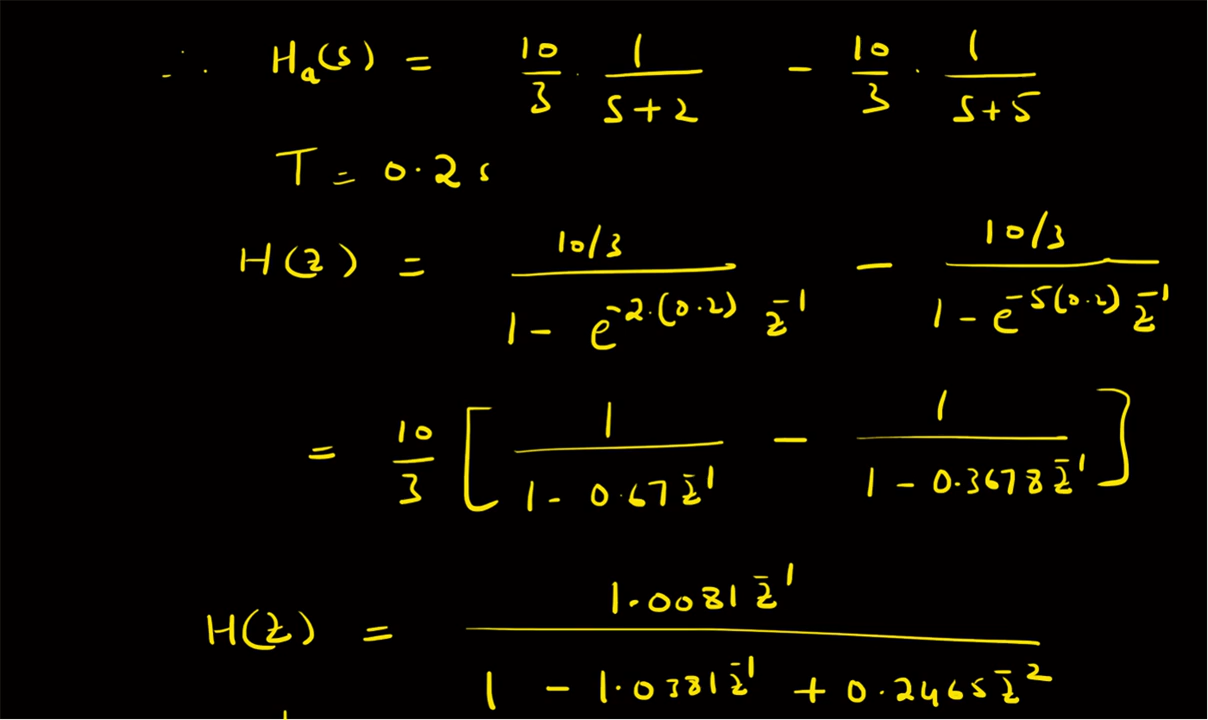 ∴ Hₐ(s) = 10/3 · 1/(s+2) − 10/3 · 1/(s+5)
T = 0.2 s
H(z) = (10/3)/(1 − e^(−2·(0.2)) z⁻¹) − (10/3)/(1 − e^(−5(0.2)) z⁻¹)
= 10/3 [ 1/(1 − 0.67 z⁻¹) − 1/(1 − 0.3678 z⁻¹) ]
H(z) = 1.0081 z⁻¹/(1 − 1.0381 z⁻¹ + 0.2465 z⁻²)